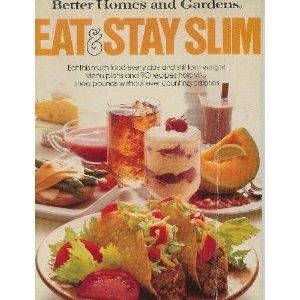 Better Homes and Gardens®
EAT & STAY SLIM
Eat this much food every day and still lose weight
Menu plans and 90 recipes help you
shed pounds without ever counting calories